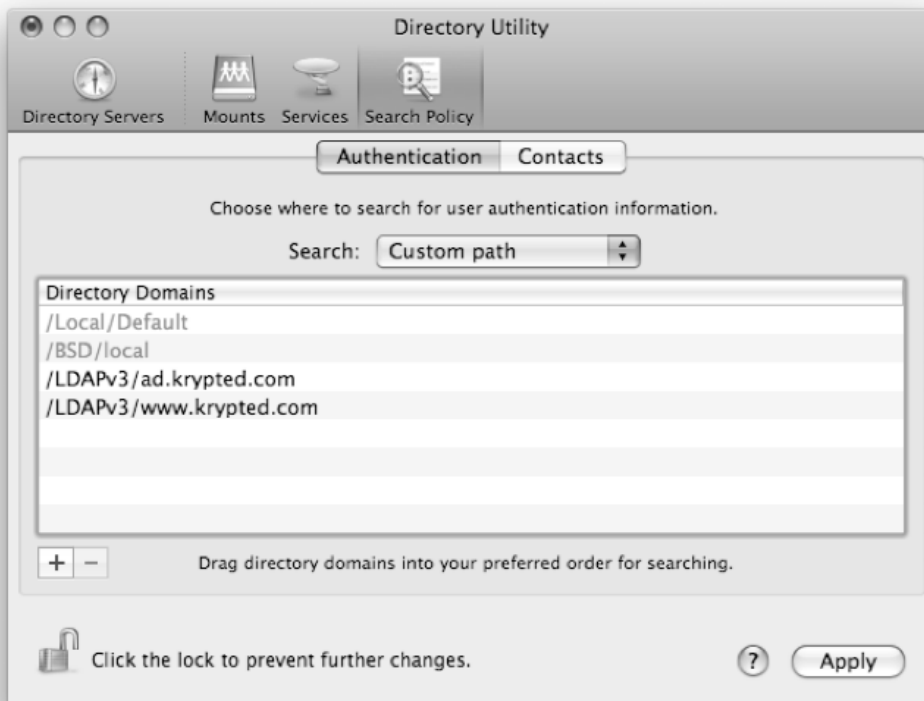 Directory Utility
Directory Servers Mounts Services Search Policy
Authentication Contacts
Choose where to search for user authentication information.
Search: Custom path
Directory Domains
/Local/Default
/BSD/local
/LDAPv3/ad.krypted.com
/LDAPv3/www.krypted.com
+ − Drag directory domains into your preferred order for searching.
Click the lock to prevent further changes. ? Apply